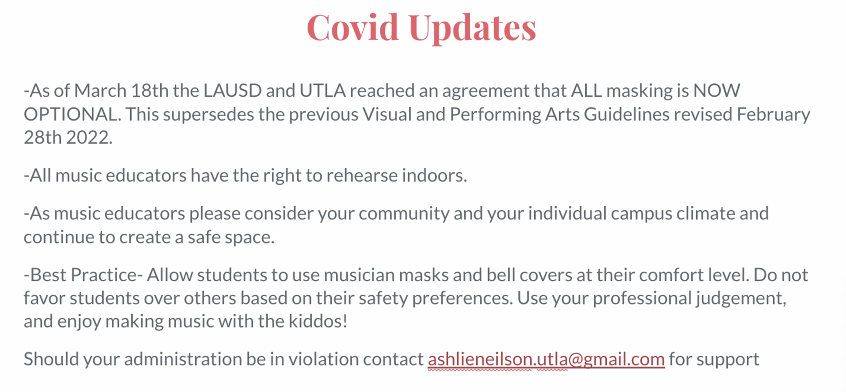 Covid Updates
-As of March 18th the LAUSD and UTLA reached an agreement that ALL masking is NOW
OPTIONAL. This supersedes the previous Visual and Performing Arts Guidelines revised February
28th 2022.
-All music educators have the right to rehearse indoors.
-As music educators please consider your community and your individual campus climate and
continue to create a safe space.
-Best Practice- Allow students to use musician masks and bell covers at their comfort level. Do not
favor students over others based on their safety preferences. Use your professional judgement,
and enjoy making music with the kiddos!
Should your administration be in violation contact ashlieneilson.utla@gmail.com for support